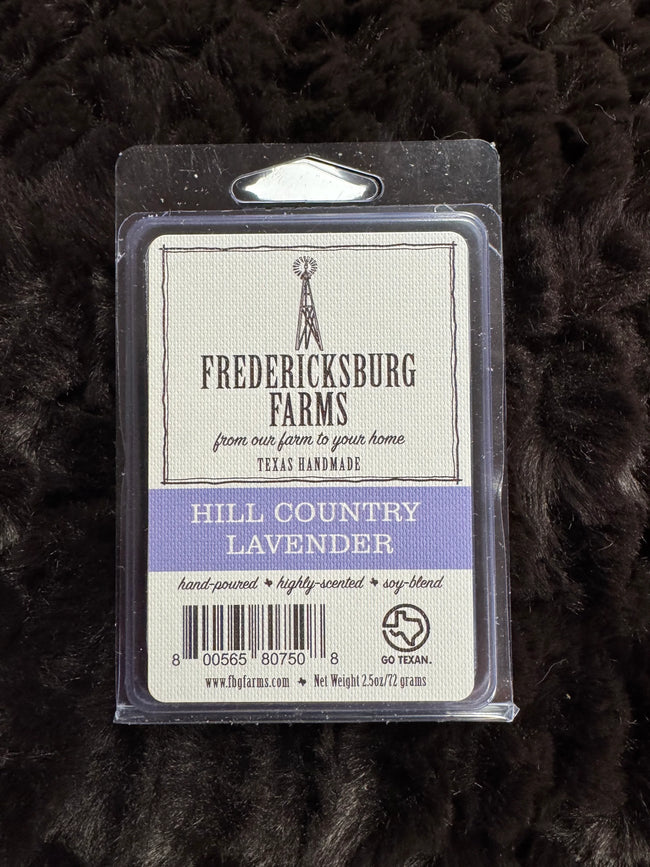 FREDERICKSBURG
FARMS
from our farm to your home
TEXAS HANDMADE
HILL COUNTRY
LAVENDER
hand-poured highly-scented soy-blend
8 00565 80750 8
GO TEXAN.
www.fbgfarms.com Net Weight 2.5oz/72 grams